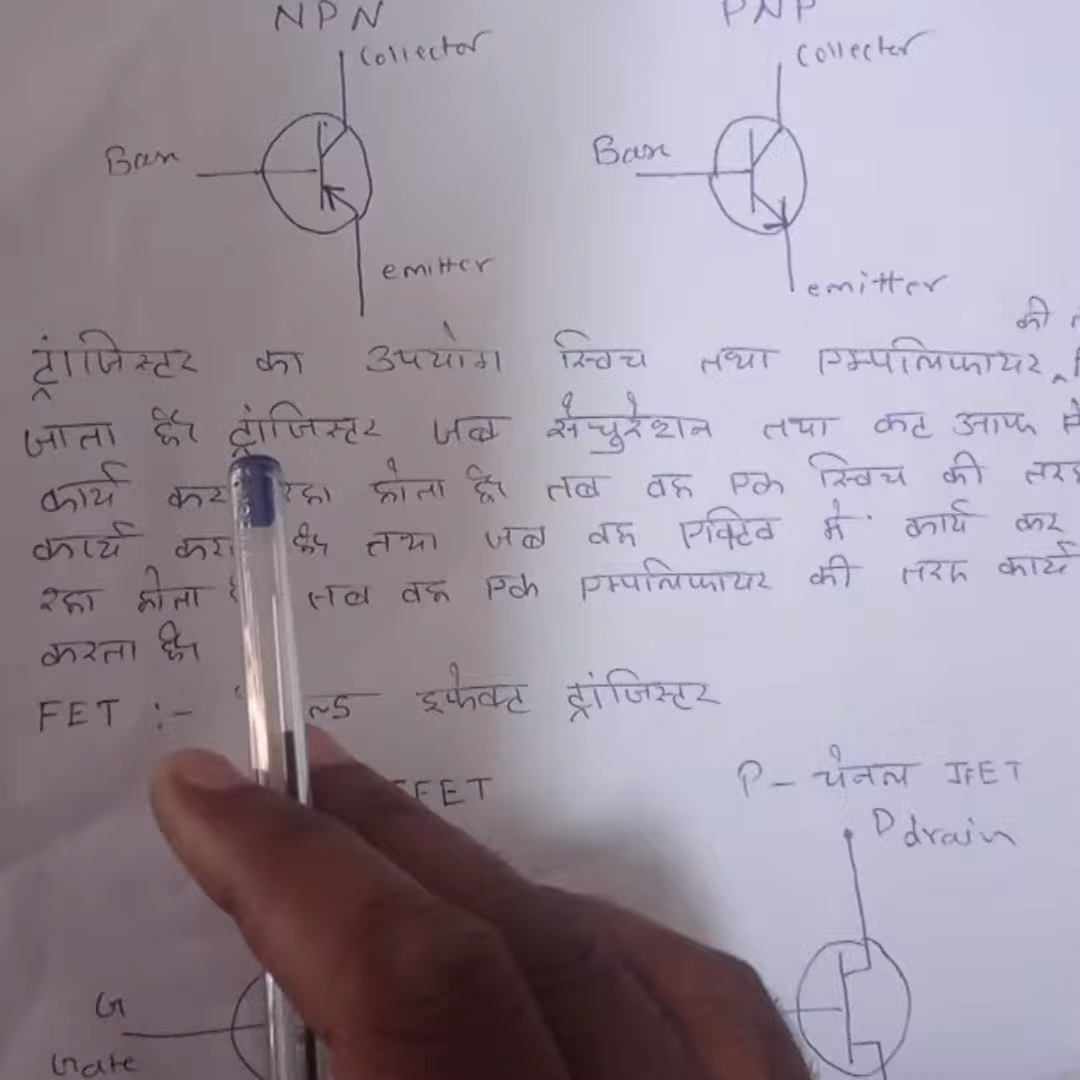 NPN
PNP
Collector
Collector
Base
Base
emitter
emitter
की
ट्रांजिस्टर का उपयोग स्विच तथा एम्पलिफायर
जाता है। ट्रांजिस्टर जब सेचुरेशन तथा कट आफ मे
कार्य कर रहा होता है। तब वह एक स्विच की तरह
कार्य है। तथा जब वह एक्टिव मे कार्य कर
रहा होता तब वह एक एम्पलिफायर की तरह कार्य
करता है।
FET :- इफेक्ट ट्रांजिस्टर
P - चेनल JFET
D drain
G
Gate